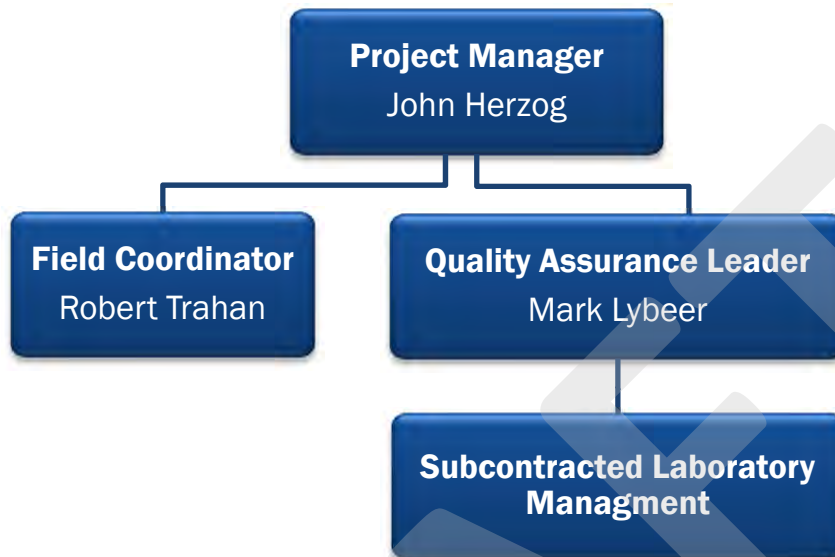 Project Manager
John Herzog
Field Coordinator
Robert Trahan
Quality Assurance Leader
Mark Lybeer
Subcontracted Laboratory
Managment